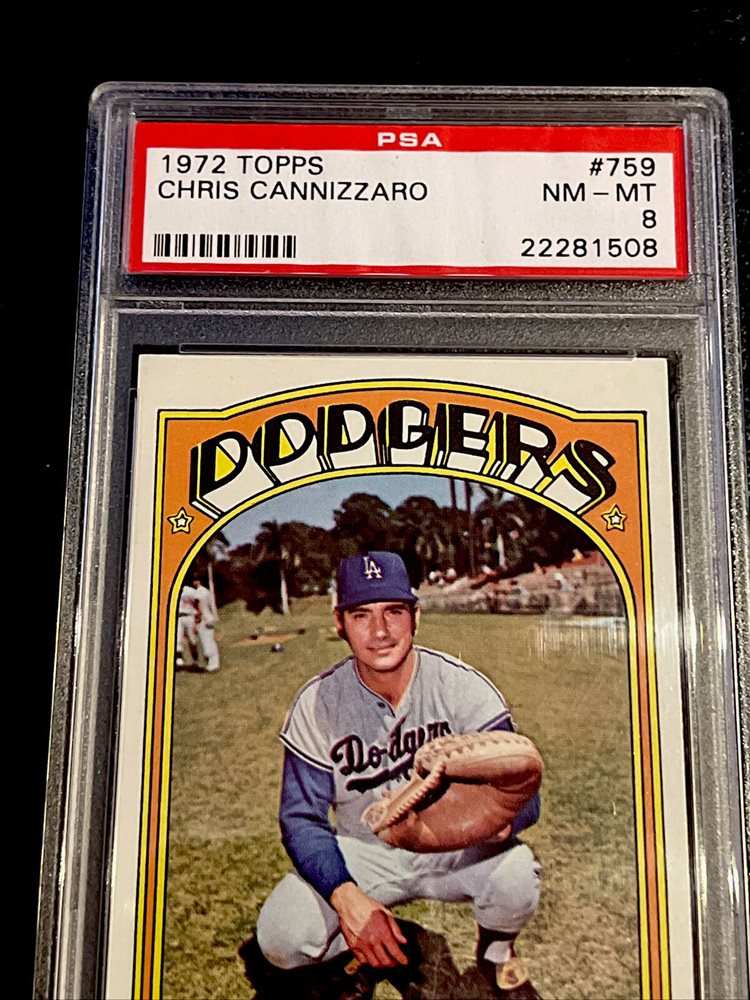 PSA
1972 TOPPS #759
CHRIS CANNIZZARO NM - MT
8
22281508
DODGERS
LA
Dodgers